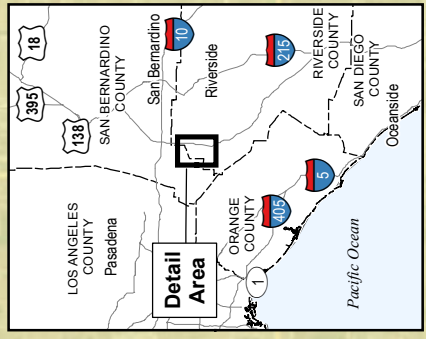 18
395
138
SAN BERNARDINO
COUNTY
San Bernardino
10
LOS ANGELES
COUNTY
Pasadena
Riverside
215
RIVERSIDE
COUNTY
Detail
Area
ORANGE
COUNTY
405
5
SAN DIEGO
COUNTY
1
Oceanside
Pacific Ocean